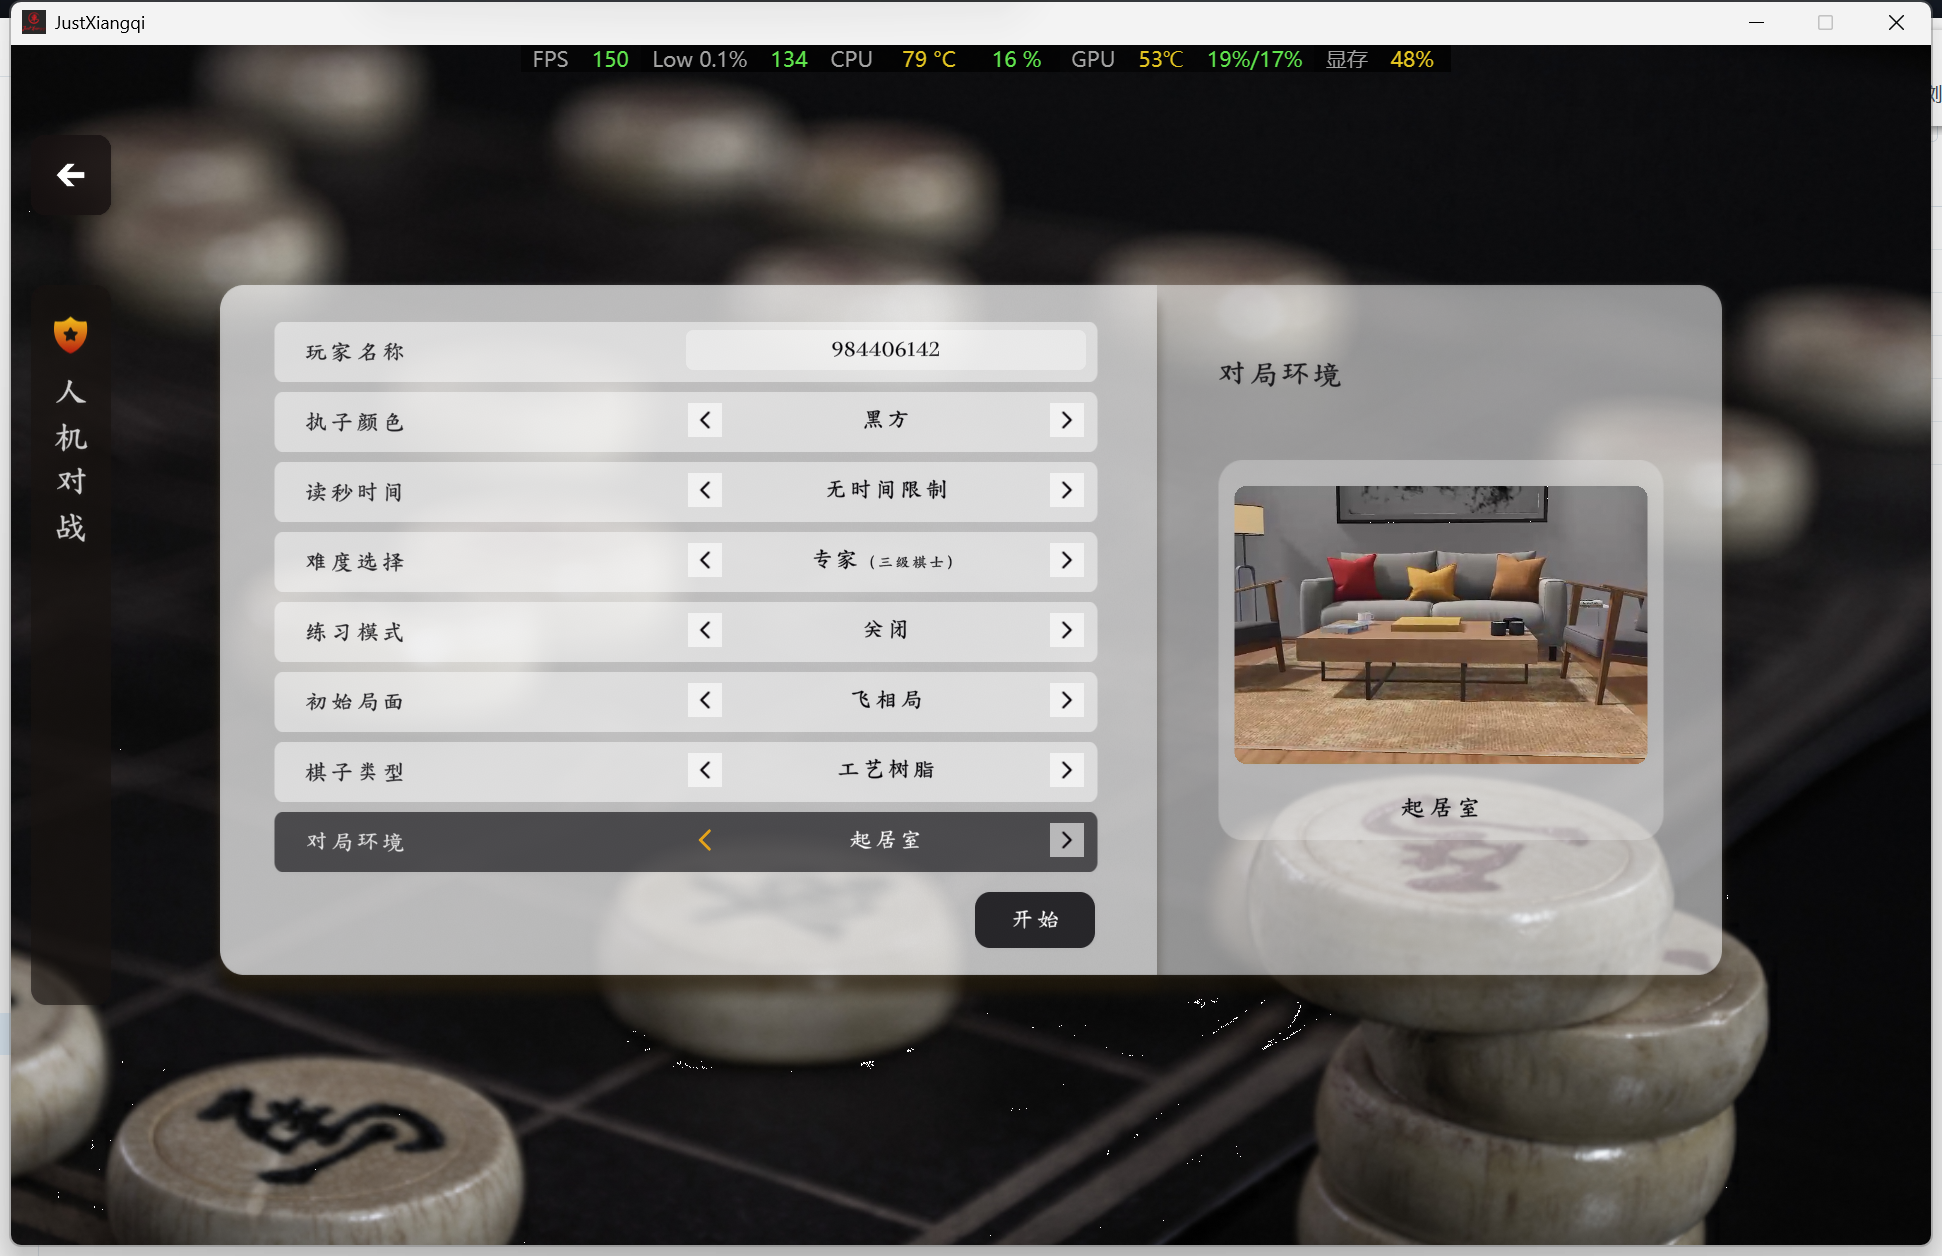 JustXiangqi
FPS 150 Low 0.1% 134 CPU 79 °C 16 % GPU 53℃ 19%/17% 显存 48%
人机对战
玩家名称 984406142
执子颜色 黑方
读秒时间 无时间限制
难度选择 专家（三级棋士）
练习模式 关闭
初始局面 飞相局
棋子类型 工艺树脂
对局环境 起居室
开始
对局环境
起居室